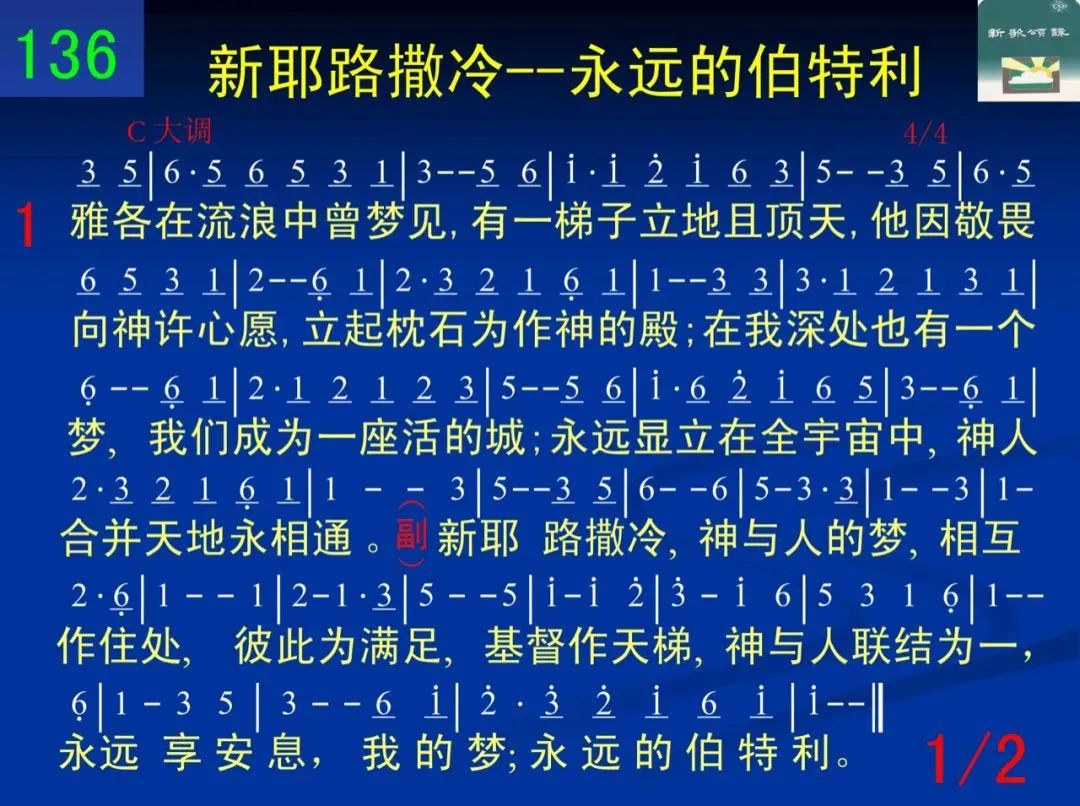 136
新耶路撒冷--永远的伯特利
新歌颂詠
C 大调 4/4
3 5|6·5 6 5 3 1|3--5 6|i·i 2̇ i 6 3|5- -3 5|6·5
1 雅各在流浪中曾梦见,有一梯子立地且顶天,他因敬畏
6 5 3 1|2--6̣ 1|2·3 2 1 6̣ 1|1--3 3|3·1 2 1 3 1|
向神许心愿,立起枕石为作神的殿;在我深处也有一个
6̣ -- 6̣ 1|2·1 2 1 2 3|5--5 6|i·6 2̇ i 6 5|3--6̣ 1|
梦, 我们成为一座活的城;永远显立在全宇宙中,神人
2·3 2 1 6̣ 1|1 - - 3|5--3 5|6--6|5-3·3|1--3|1-
合并天地永相通。(副)新耶 路撒冷,神与人的梦,相互
2·6̣|1 - - 1|2-1·3|5 - -5|i-i 2̇|3̇ - i 6|5 3 1 6̣|1--
作住处, 彼此为满足, 基督作天梯,神与人联结为一,
6̣|1 - 3 5 | 3 - - 6 i|2̇ · 3̇ 2̇ i 6 i |i--‖
永远 享安息, 我的梦;永远的伯特利。
1/2